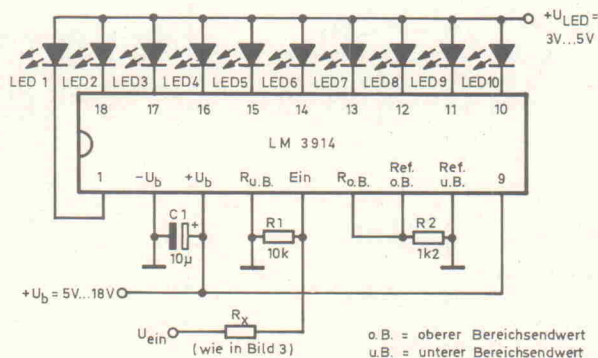 +U_LED =
3V...5V
LED 1 LED2 LED3 LED4 LED5 LED6 LED7 LED8 LED9 LED10
18 17 16 15 14 13 12 11 10
LM 3914
1 -U_b +U_b R_u.B. Ein R_o.B. Ref. o.B. Ref. u.B. 9
C1 +
10µ
R1
10k
R2
1k2
+U_b = 5V...18V
U_ein
R_x
(wie in Bild 3)
o.B. = oberer Bereichsendwert
u.B. = unterer Bereichsendwert